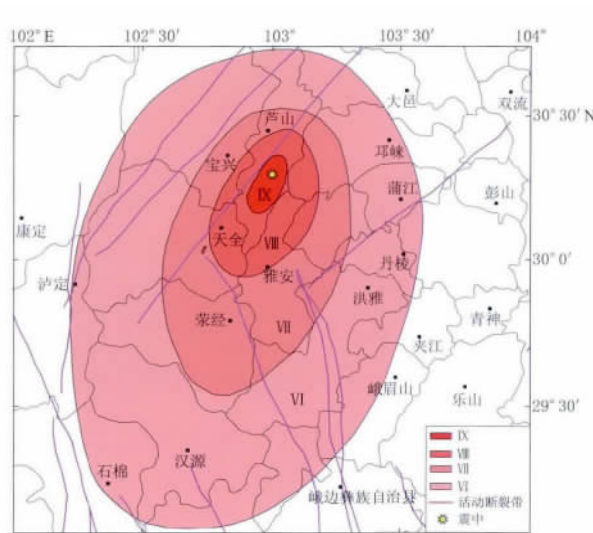 102° E
102°30′
103°
103°30′
104°
30°30′ N
30° 0′
29°30′
大邑
双流
芦山
邛崃
宝兴
蒲江
彭山
IX
康定
天全
VIII
丹棱
雅安
泸定
洪雅
青神
荥经
VII
夹江
峨眉山
乐山
VI
汉源
石棉
峨边彝族自治县
IX
VIII
VII
VI
活动断裂带
震中